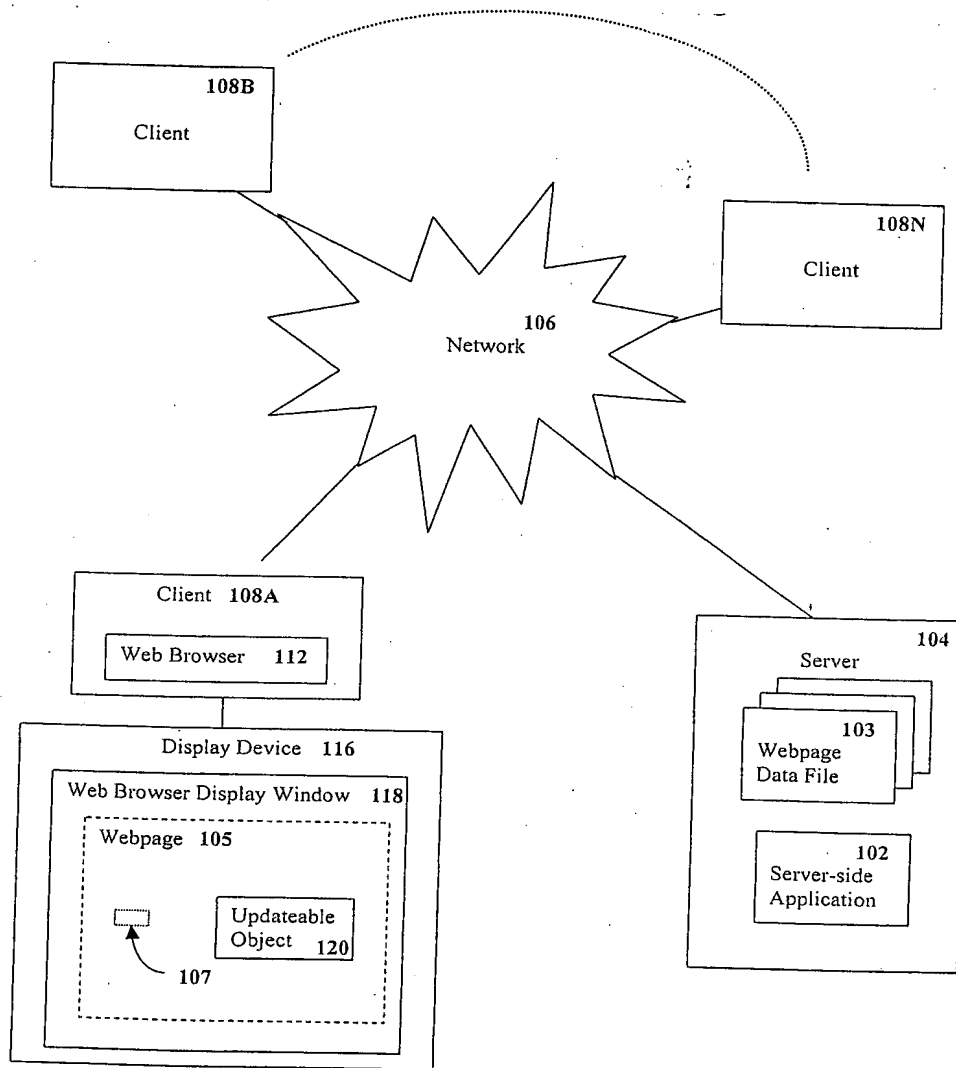 108B
Client
108N
Client
106
Network
Client 108A
Web Browser 112
104
Server
103
Webpage
Data File
102
Server-side
Application
Display Device 116
Web Browser Display Window 118
Webpage 105
Updateable
Object 120
107